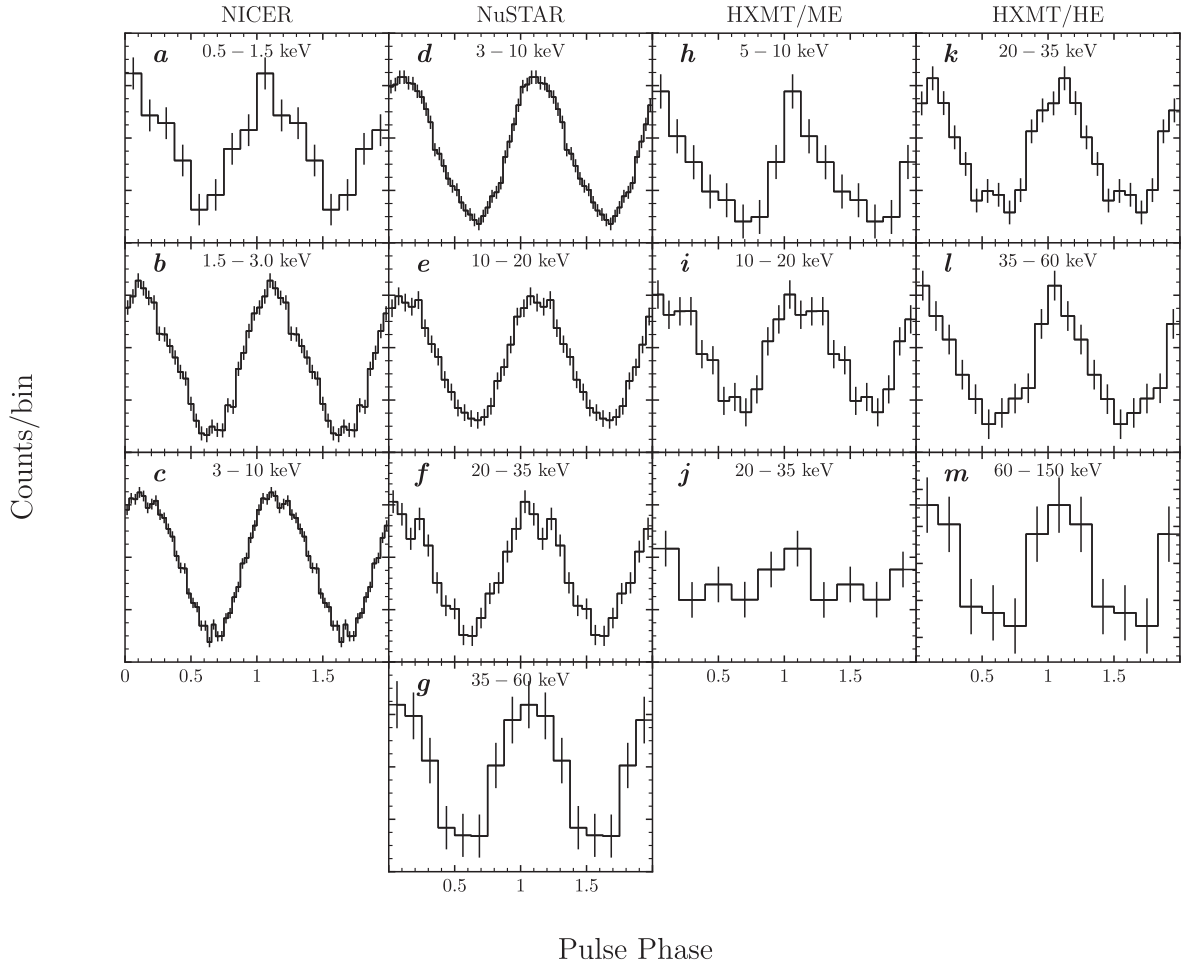 NICER NuSTAR HXMT/ME HXMT/HE
a 0.5 − 1.5 keV d 3 − 10 keV h 5 − 10 keV k 20 − 35 keV
b 1.5 − 3.0 keV e 10 − 20 keV i 10 − 20 keV l 35 − 60 keV
c 3 − 10 keV f 20 − 35 keV j 20 − 35 keV m 60 − 150 keV
0 0.5 1 1.5 0.5 1 1.5 0.5 1 1.5
g 35 − 60 keV
0.5 1 1.5
Counts/bin
Pulse Phase